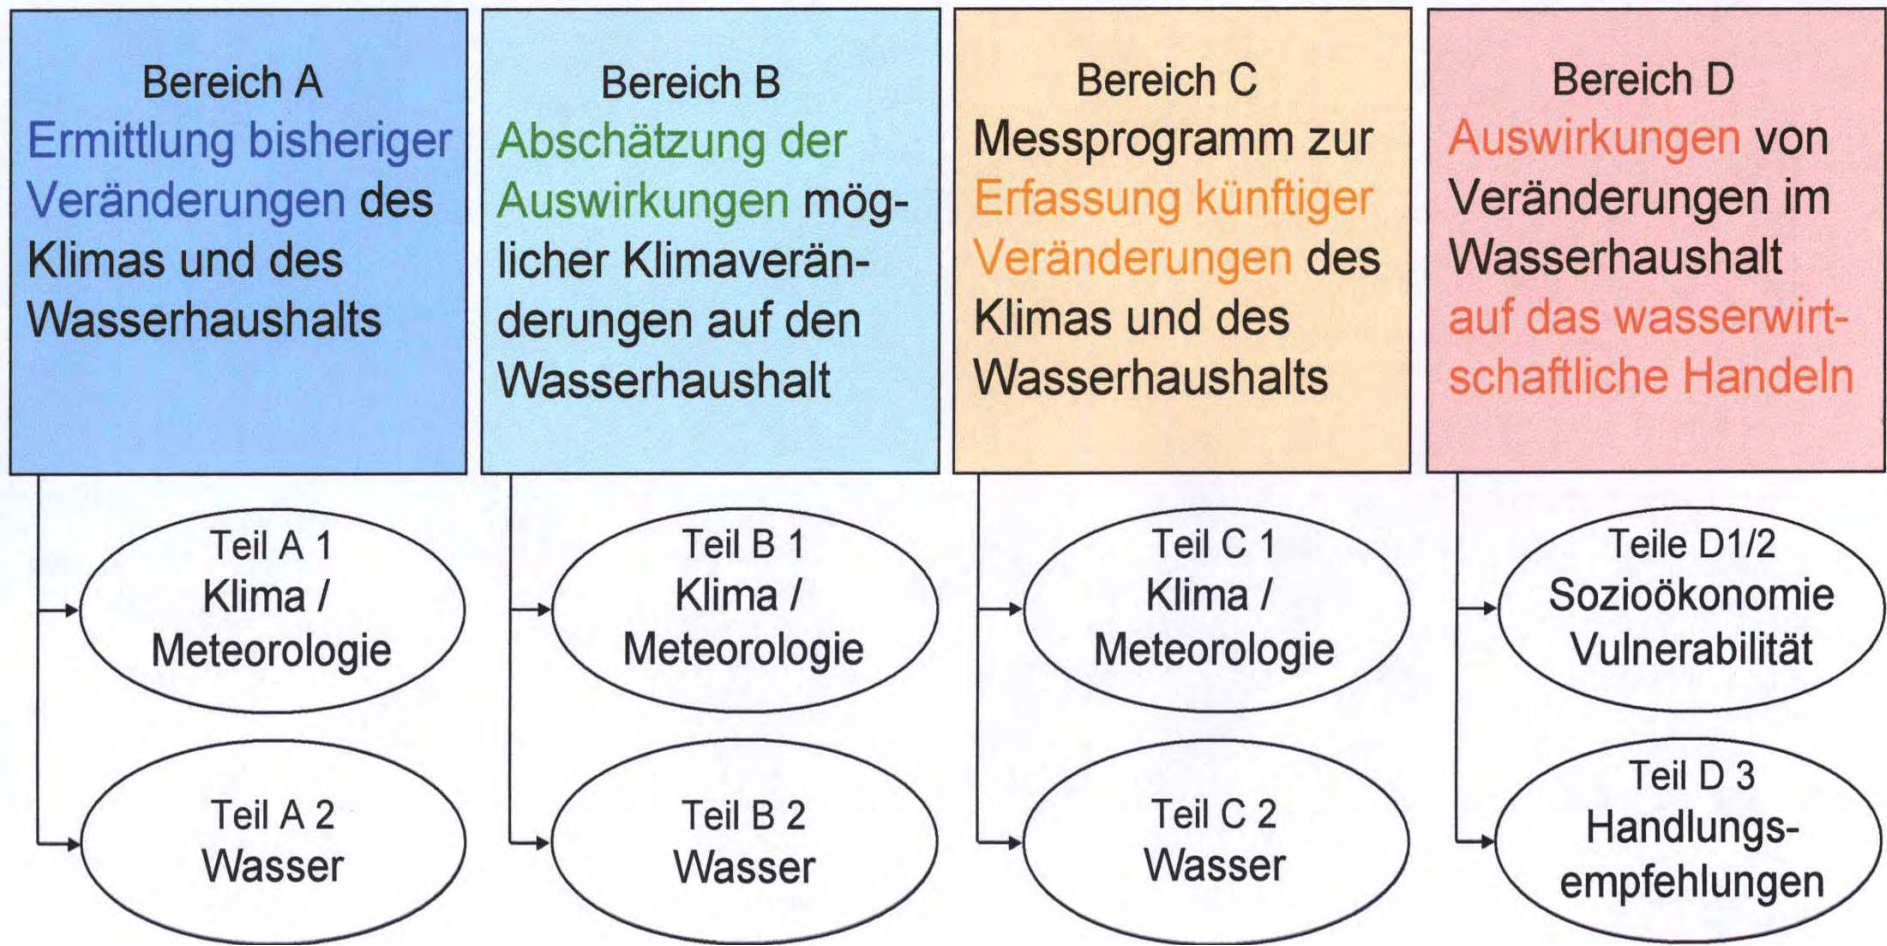 Bereich A
Ermittlung bisheriger
Veränderungen des
Klimas und des
Wasserhaushalts
Bereich B
Abschätzung der
Auswirkungen mög-
licher Klimaverän-
derungen auf den
Wasserhaushalt
Bereich C
Messprogramm zur
Erfassung künftiger
Veränderungen des
Klimas und des
Wasserhaushalts
Bereich D
Auswirkungen von
Veränderungen im
Wasserhaushalt
auf das wasserwirt-
schaftliche Handeln
Teil A 1
Klima /
Meteorologie
Teil B 1
Klima /
Meteorologie
Teil C 1
Klima /
Meteorologie
Teile D1/2
Sozioökonomie
Vulnerabilität
Teil A 2
Wasser
Teil B 2
Wasser
Teil C 2
Wasser
Teil D 3
Handlungs-
empfehlungen